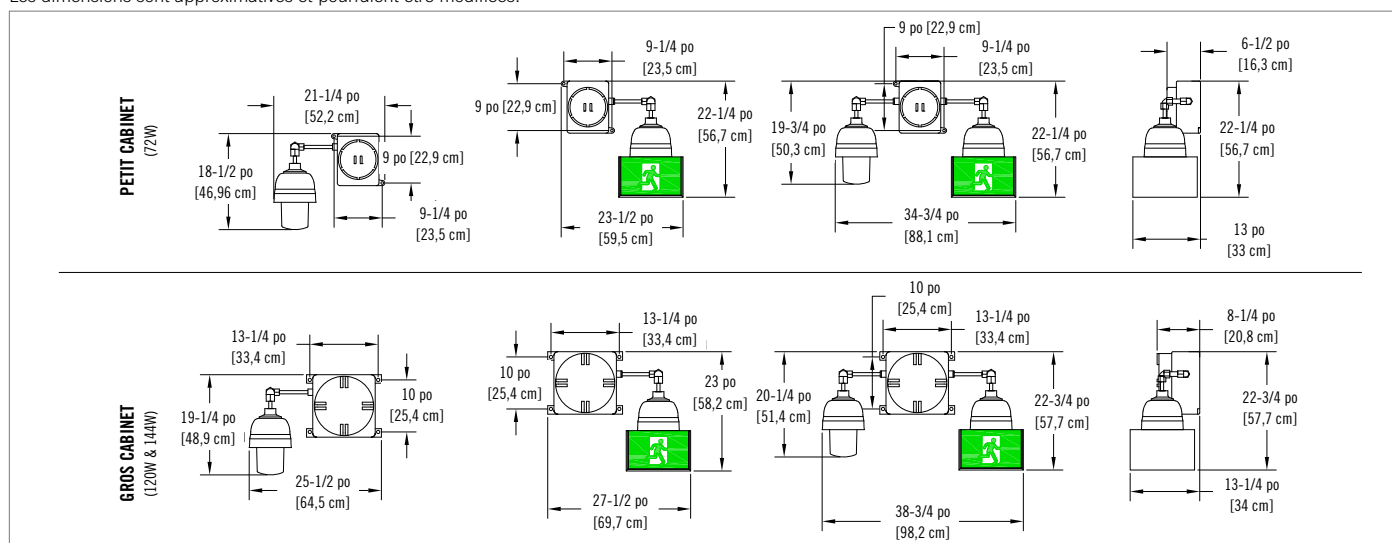 Les dimensions sont approximatives et pourraient être modifiées.
PETIT CABINET
(72W)
21-1/4 po
[52,2 cm]
18-1/2 po
[46,96 cm]
9 po [22,9 cm]
9-1/4 po
[23,5 cm]
9-1/4 po
[23,5 cm]
9 po [22,9 cm]
22-1/4 po
[56,7 cm]
23-1/2 po
[59,5 cm]
9 po [22,9 cm]
9-1/4 po
[23,5 cm]
19-3/4 po
[50,3 cm]
22-1/4 po
[56,7 cm]
34-3/4 po
[88,1 cm]
6-1/2 po
[16,3 cm]
22-1/4 po
[56,7 cm]
13 po
[33 cm]
GROS CABINET
(120W & 144W)
13-1/4 po
[33,4 cm]
19-1/4 po
[48,9 cm]
10 po
[25,4 cm]
25-1/2 po
[64,5 cm]
13-1/4 po
[33,4 cm]
10 po
[25,4 cm]
23 po
[58,2 cm]
27-1/2 po
[69,7 cm]
10 po
[25,4 cm]
13-1/4 po
[33,4 cm]
20-1/4 po
[51,4 cm]
22-3/4 po
[57,7 cm]
38-3/4 po
[98,2 cm]
8-1/4 po
[20,8 cm]
22-3/4 po
[57,7 cm]
13-1/4 po
[34 cm]